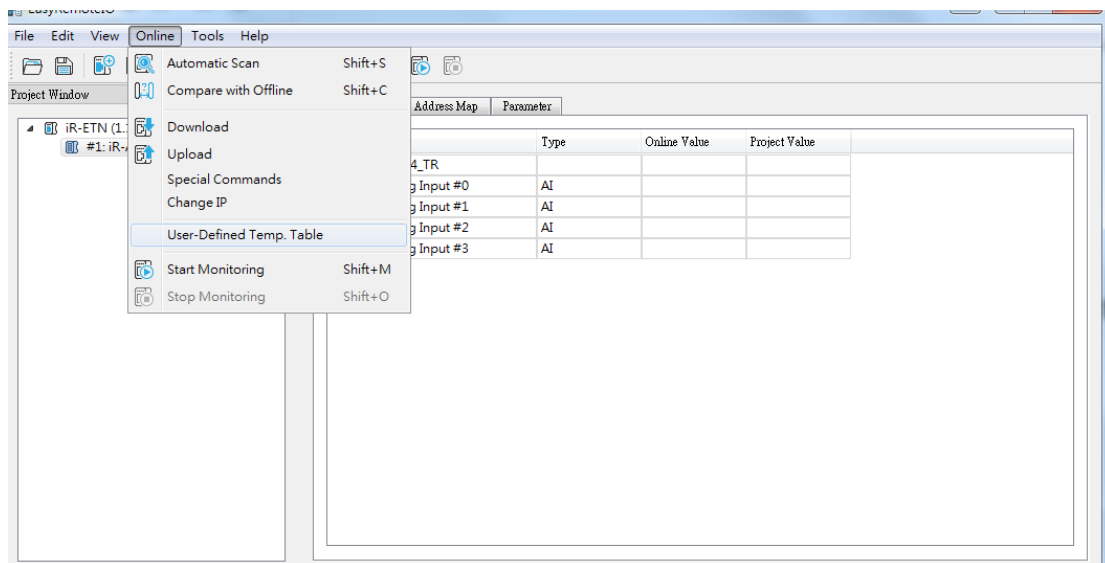 EasyRemoteIO
File Edit View Online Tools Help
Automatic Scan Shift+S
Project Window
Compare with Offline Shift+C
Address Map Parameter
iR-ETN (1.
Download
#1: iR-
Upload
Type Online Value Project Value
4_TR
Special Commands
g Input #0 AI
Change IP
g Input #1 AI
User-Defined Temp. Table
g Input #2 AI
g Input #3 AI
Start Monitoring Shift+M
Stop Monitoring Shift+O